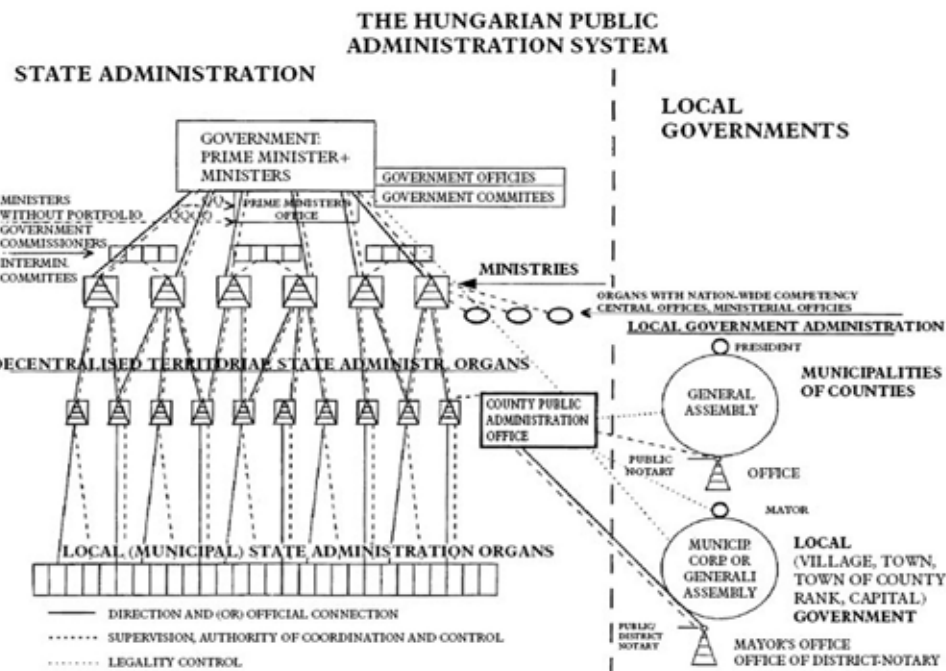 THE HUNGARIAN PUBLIC
ADMINISTRATION SYSTEM
STATE ADMINISTRATION
LOCAL
GOVERNMENTS
GOVERNMENT:
PRIME MINISTER+
MINISTERS
GOVERNMENT OFFICIES
GOVERNMENT COMMITEES
PRIME MINISTER'S
OFFICE
MINISTERS
WITHOUT PORTFOLIO
GOVERNMENT
COMMISSIONERS
INTERMIN.
COMMITEES
MINISTRIES
ORGANS WITH NATION-WIDE COMPETENCY
CENTRAL OFFICES, MINISTERIAL OFFICIES
LOCAL GOVERNMENT ADMINISTRATION
PRESIDENT
DECENTRALISED TERRITORIAE STATE ADMINISTR. ORGANS
MUNICIPALITIES
OF COUNTIES
GENERAL
ASSEMBLY
COUNTY PUBLIC
ADMINISTRATION
OFFICE
PUBLIC
NOTARY
OFFICE
MAYOR
LOCAL (MUNICIPAL) STATE ADMINISTRATION ORGANS
MUNICIP.
CORP. OR
GENERALI
ASSEMBLY
LOCAL
(VILLAGE, TOWN,
TOWN OF COUNTY
RANK, CAPITAL)
GOVERNMENT
DIRECTION AND (OR) OFFICIAL CONNECTION
SUPERVISION, AUTHORITY OF COORDINATION AND CONTROL
LEGALITY CONTROL
PUBLIC/
DISTRICT
NOTARY
MAYOR'S OFFICE
OFFICE OF DISTRICT-NOTARY